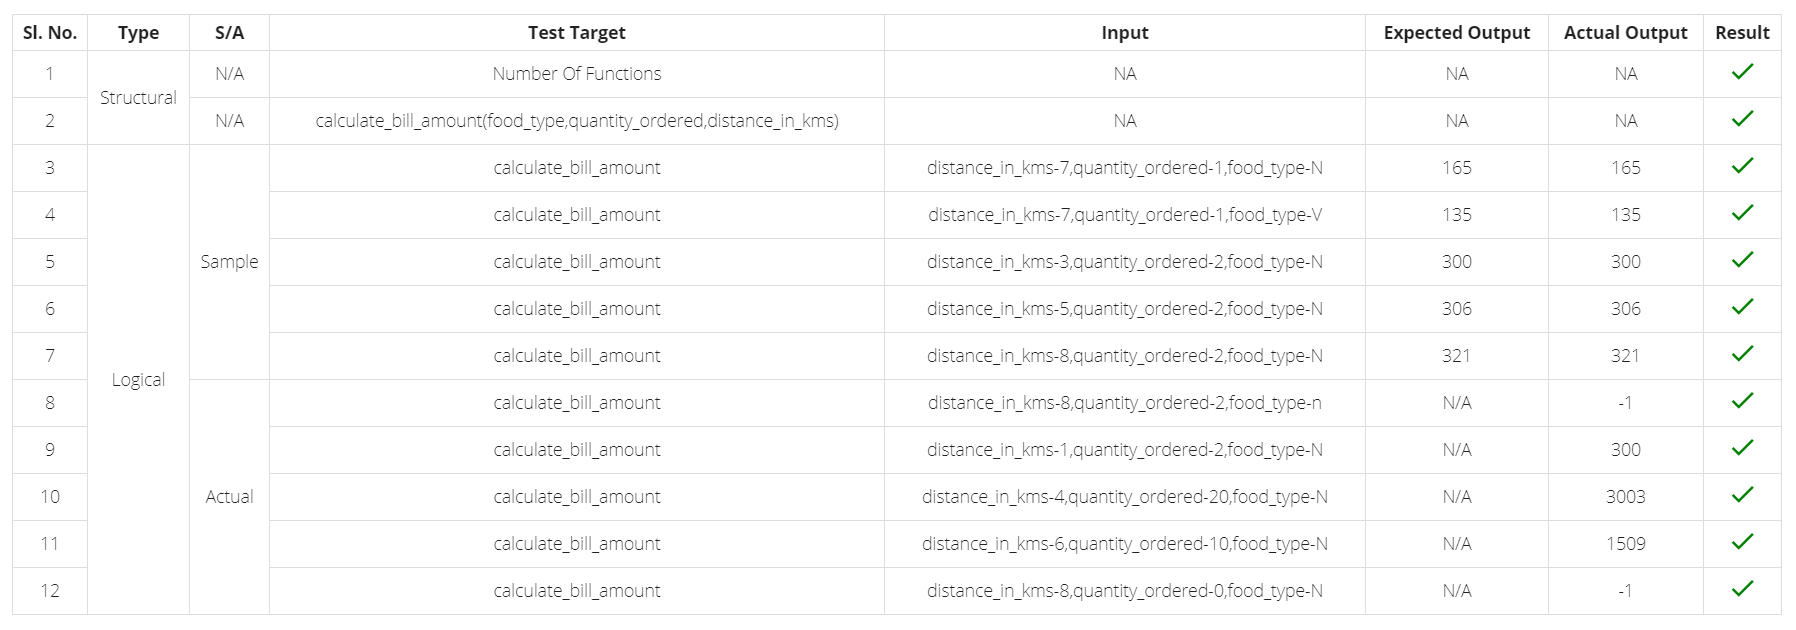 Sl. No. Type S/A Test Target Input Expected Output Actual Output Result
1 Structural N/A Number Of Functions NA NA NA
2 N/A calculate_bill_amount(food_type,quantity_ordered,distance_in_kms) NA NA NA
3 Logical Sample calculate_bill_amount distance_in_kms-7,quantity_ordered-1,food_type-N 165 165
4 calculate_bill_amount distance_in_kms-7,quantity_ordered-1,food_type-V 135 135
5 calculate_bill_amount distance_in_kms-3,quantity_ordered-2,food_type-N 300 300
6 calculate_bill_amount distance_in_kms-5,quantity_ordered-2,food_type-N 306 306
7 calculate_bill_amount distance_in_kms-8,quantity_ordered-2,food_type-N 321 321
8 Actual calculate_bill_amount distance_in_kms-8,quantity_ordered-2,food_type-n N/A -1
9 calculate_bill_amount distance_in_kms-1,quantity_ordered-2,food_type-N N/A 300
10 calculate_bill_amount distance_in_kms-4,quantity_ordered-20,food_type-N N/A 3003
11 calculate_bill_amount distance_in_kms-6,quantity_ordered-10,food_type-N N/A 1509
12 calculate_bill_amount distance_in_kms-8,quantity_ordered-0,food_type-N N/A -1